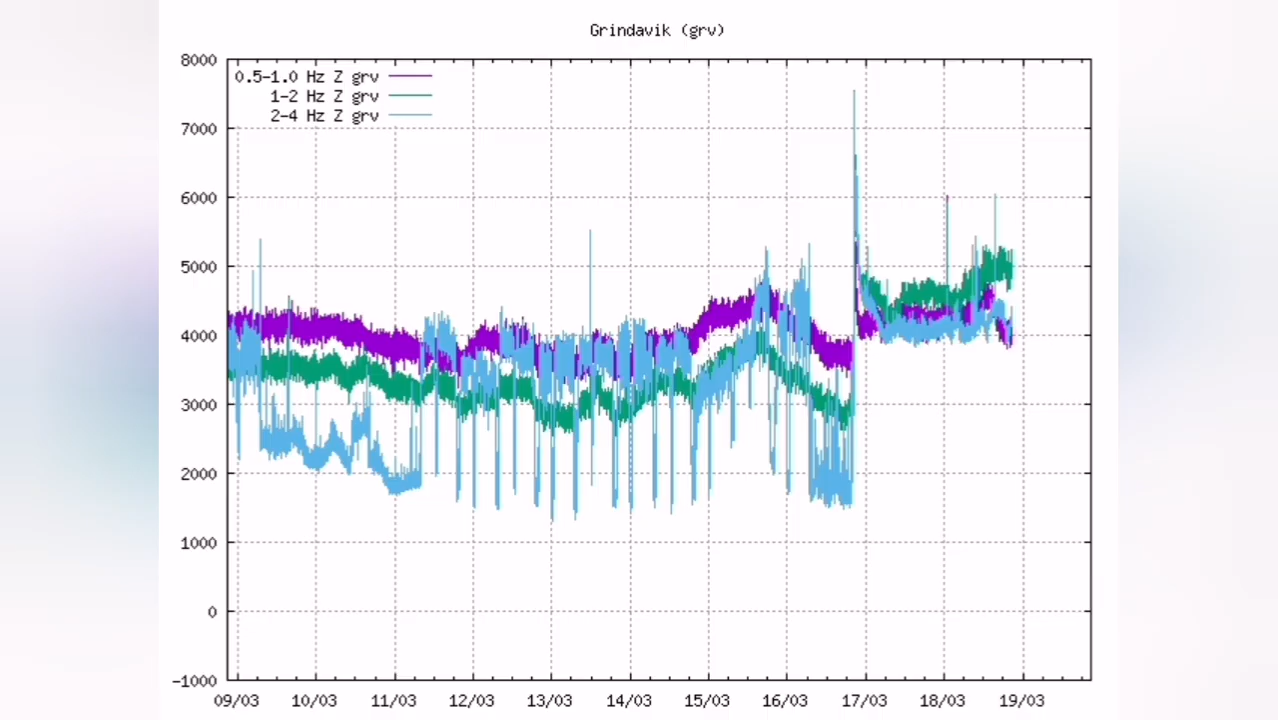 Grindavik (grv)
8000
0.5-1.0 Hz Z grv
1-2 Hz Z grv
2-4 Hz Z grv
7000
6000
5000
4000
3000
2000
1000
0
-1000
09/03 10/03 11/03 12/03 13/03 14/03 15/03 16/03 17/03 18/03 19/03